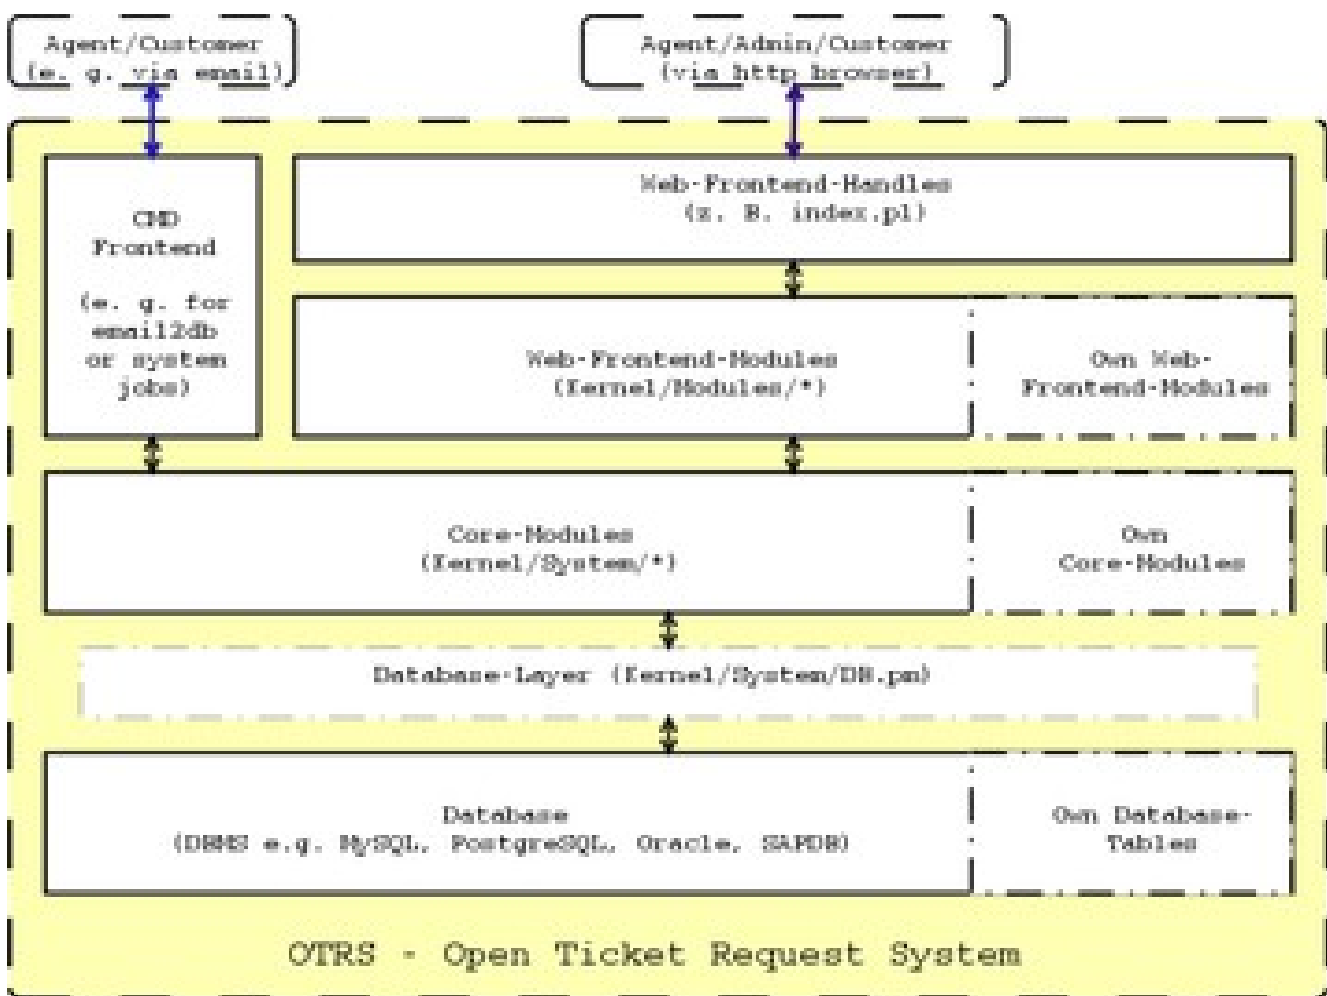 Agent/Customer
(e. g. via email)
Agent/Admin/Customer
(via http browser)
CMD
Frontend
(e. g. for
email2db
or system
jobs)
Web-Frontend-Handles
(z. B. index.pl)
Web-Frontend-Modules
(Kernel/Modules/*)
Own Web-
Frontend-Modules
Core-Modules
(Kernel/System/*)
Own
Core-Modules
Database-Layer (Kernel/System/DB.pm)
Database
(DBMS e.g. MySQL, PostgreSQL, Oracle, SAPDB)
Own Database-
Tables
OTRS - Open Ticket Request System